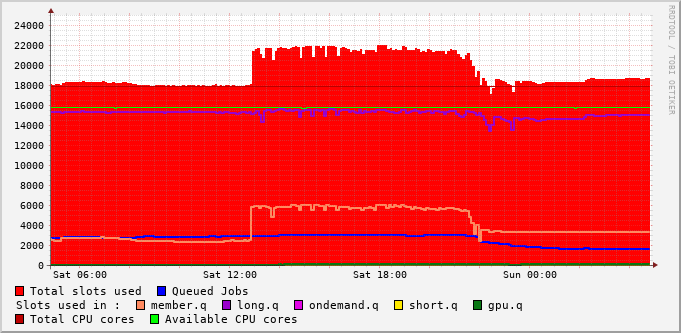 24000
22000
20000
18000
16000
14000
12000
10000
8000
6000
4000
2000
0
Sat 06:00 Sat 12:00 Sat 18:00 Sun 00:00
RRDTOOL / TOBI OETIKER
Total slots used Queued Jobs
Slots used in : member.q long.q ondemand.q short.q gpu.q
Total CPU cores Available CPU cores